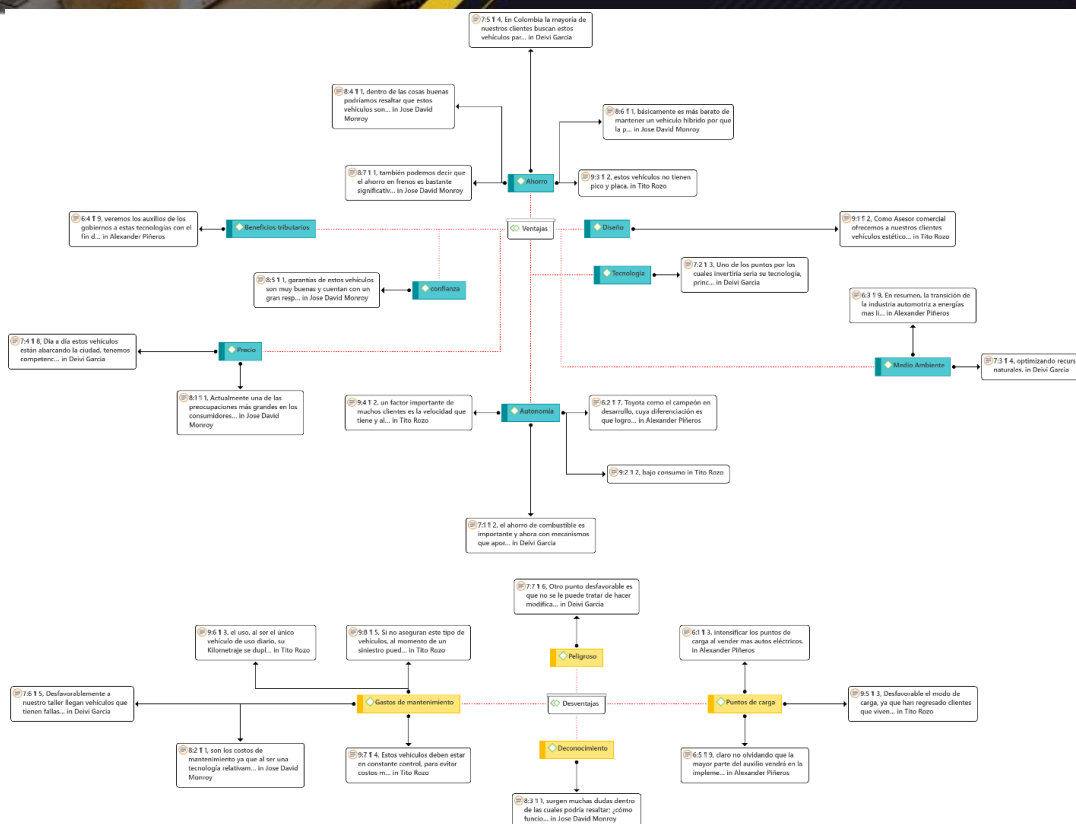 7:5 ¶ 4, En Colombia la mayoría de
nuestros clientes buscan estos
vehículos par... in Deivi Garcia
8:4 ¶ 1, dentro de las cosas buenas
podríamos resaltar que estos
vehículos son... in Jose David
Monroy
8:6 ¶ 1, básicamente es más barato de
mantener un vehículo híbrido por que
la p... in Jose David Monroy
8:7 ¶ 1, también podemos decir que
el ahorro en frenos es bastante
significativ... in Jose David Monroy
Ahorro
9:3 ¶ 2, estos vehículos no tienen
pico y placa. in Tito Rozo
6:4 ¶ 9, veremos los auxilios de los
gobiernos a estas tecnologías con el
fin d... in Alexander Piñeros
Beneficios tributarios
Ventajas
Diseño
9:1 ¶ 2, Como Asesor comercial
ofrecemos a nuestros clientes
vehículos estético... in Tito Rozo
8:5 ¶ 1, garantías de estos vehículos
son muy buenas y cuentan con un
gran resp... in Jose David Monroy
confianza
Tecnología
7:2 ¶ 3, Uno de los puntos por los
cuales invertiría seria su tecnología,
princ... in Deivi Garcia
6:3 ¶ 9, En resumen, la transición de
la industria automotriz a energías
mas li... in Alexander Piñeros
7:4 ¶ 8, Dia a día estos vehículos
están abarcando la ciudad, tenemos
competenc... in Deivi Garcia
Precio
Medio Ambiente
7:3 ¶ 4, optimizando recurs
naturales. in Deivi Garcia
8:1 ¶ 1, Actualmente una de las
preocupaciones más grandes en los
consumidores... in Jose David
Monroy
9:4 ¶ 2, un factor importante de
muchos clientes es la velocidad que
tiene y al... in Tito Rozo
Autonomía
6:2 ¶ 7, Toyota como el campeón en
desarrollo, cuya diferenciación es
que logro... in Alexander Piñeros
9:2 ¶ 2, bajo consumo in Tito Rozo
7:1 ¶ 2, el ahorro de combustible es
importante y ahora con mecanismos
que apor... in Deivi Garcia
7:7 ¶ 6, Otro punto desfavorable es
que no se le puede tratar de hacer
modifica... in Deivi Garcia
9:6 ¶ 3, el uso, al ser el único
vehículo de uso diario, su
Kilometraje se dupl... in Tito Rozo
9:8 ¶ 5, Si no aseguran este tipo de
vehículos, al momento de un
siniestro pued... in Tito Rozo
Peligroso
6:1 ¶ 3, intensificar los puntos de
carga al vender mas autos eléctricos.
in Alexander Piñeros
7:6 ¶ 5, Desfavorablemente a
nuestro taller llegan vehículos que
tienen fallas... in Deivi Garcia
Gastos de mantenimiento
Desventajas
Puntos de carga
9:5 ¶ 3, Desfavorable el modo de
carga, ya que han regresado clientes
que viven... in Tito Rozo
8:2 ¶ 1, son los costos de
mantenimiento ya que al ser una
tecnología relativam... in Jose David
Monroy
9:7 ¶ 4, Estos vehículos deben estar
en constante control, para evitar
costos m... in Tito Rozo
Deconocimiento
6:5 ¶ 9, claro no olvidando que la
mayor parte del auxilio vendrá en la
impleme... in Alexander Piñeros
8:3 ¶ 1, surgen muchas dudas dentro
de las cuales podría resaltar: ¿cómo
funcio... in Jose David Monroy